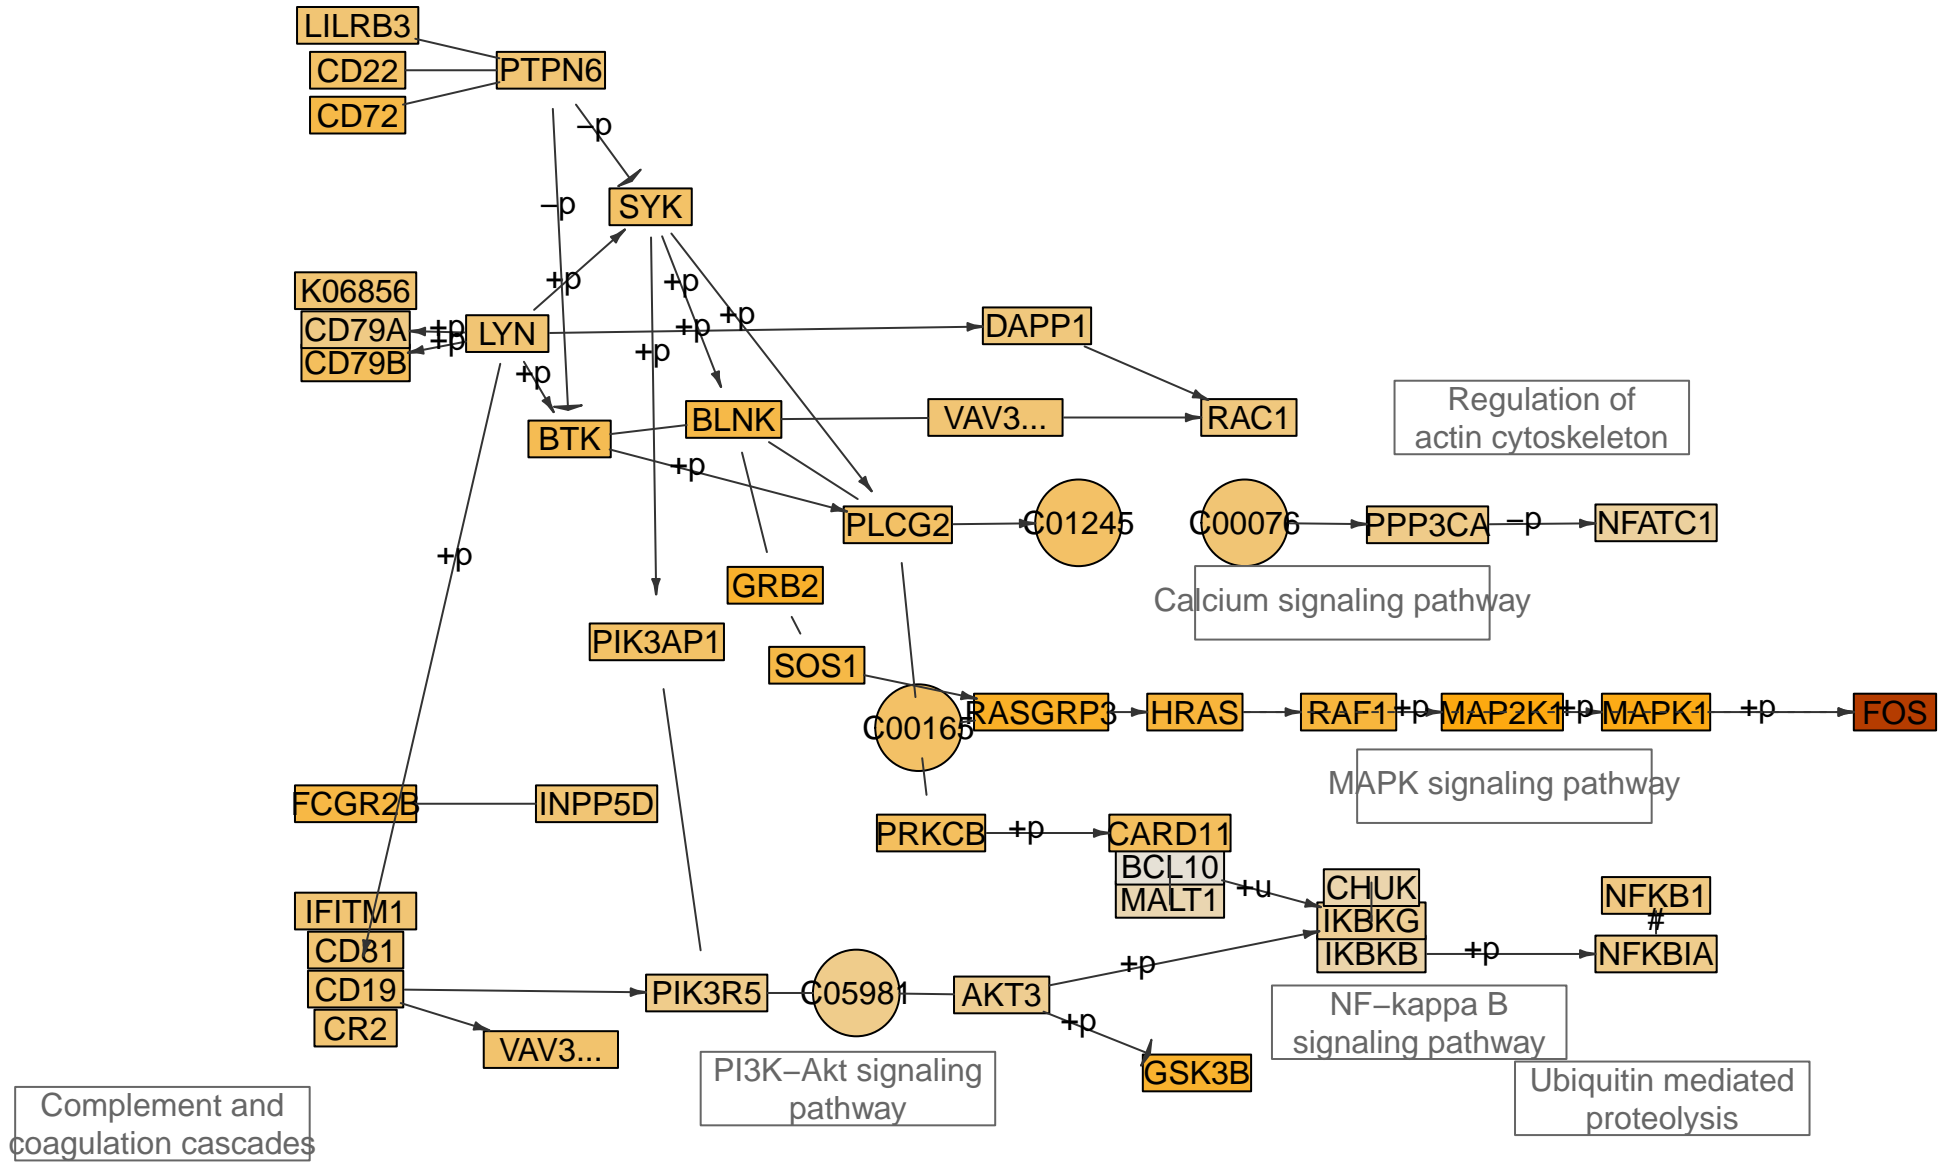 LILRB3
CD22
PTPN6
CD72
−p
SYK
−p
+p
+p
K06856
CD79A
+p
LYN
+p
+p
DAPP1
CD79B
+p
+p
+p
BTK
BLNK
VAV3...
RAC1
Regulation of
actin cytoskeleton
+p
PLCG2
C01245
C00076
PPP3CA
−p
NFATC1
+p
GRB2
Calcium signaling pathway
PIK3AP1
SOS1
C00165
RASGRP3
HRAS
RAF1
+p
MAP2K1
+p
MAPK1
+p
FOS
MAPK signaling pathway
FCGR2B
INPP5D
PRKCB
+p
CARD11
BCL10
MALT1
+u
CHUK
IKBKG
IKBKB
+p
NFKB1
#
NFKBIA
IFITM1
CD81
CD19
CR2
VAV3...
PIK3R5
C05981
AKT3
+p
+p
GSK3B
NF−kappa B
signaling pathway
PI3K−Akt signaling
pathway
Ubiquitin mediated
proteolysis
Complement and
coagulation cascades